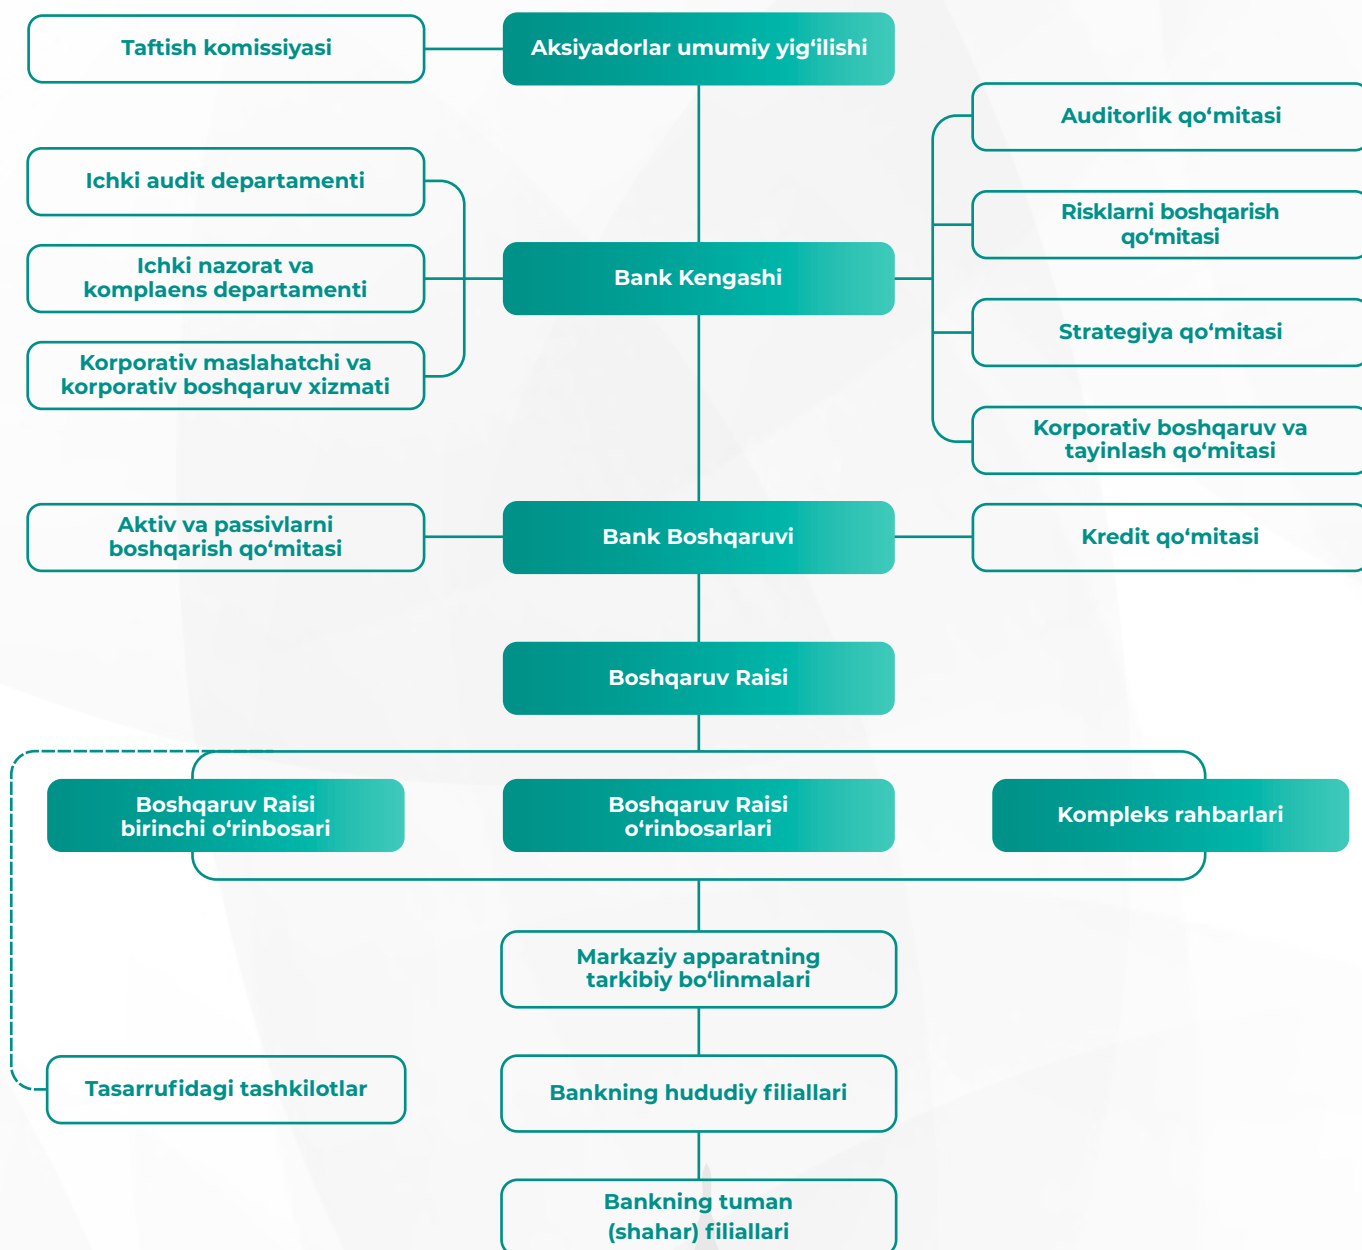 Taftish komissiyasi
Aksiyadorlar umumiy yig‘ilishi
Auditorlik qo‘mitasi
Ichki audit departamenti
Risklarni boshqarish
qo‘mitasi
Ichki nazorat va
komplaens departamenti
Bank Kengashi
Strategiya qo‘mitasi
Korporativ maslahatchi va
korporativ boshqaruv xizmati
Korporativ boshqaruv va
tayinlash qo‘mitasi
Aktiv va passivlarni
boshqarish qo‘mitasi
Bank Boshqaruvi
Kredit qo‘mitasi
Boshqaruv Raisi
Boshqaruv Raisi
birinchi o‘rinbosari
Boshqaruv Raisi
o‘rinbosarlari
Kompleks rahbarlari
Markaziy apparatning
tarkibiy bo‘linmalari
Tasarrufidagi tashkilotlar
Bankning hududiy filiallari
Bankning tuman
(shahar) filiallari